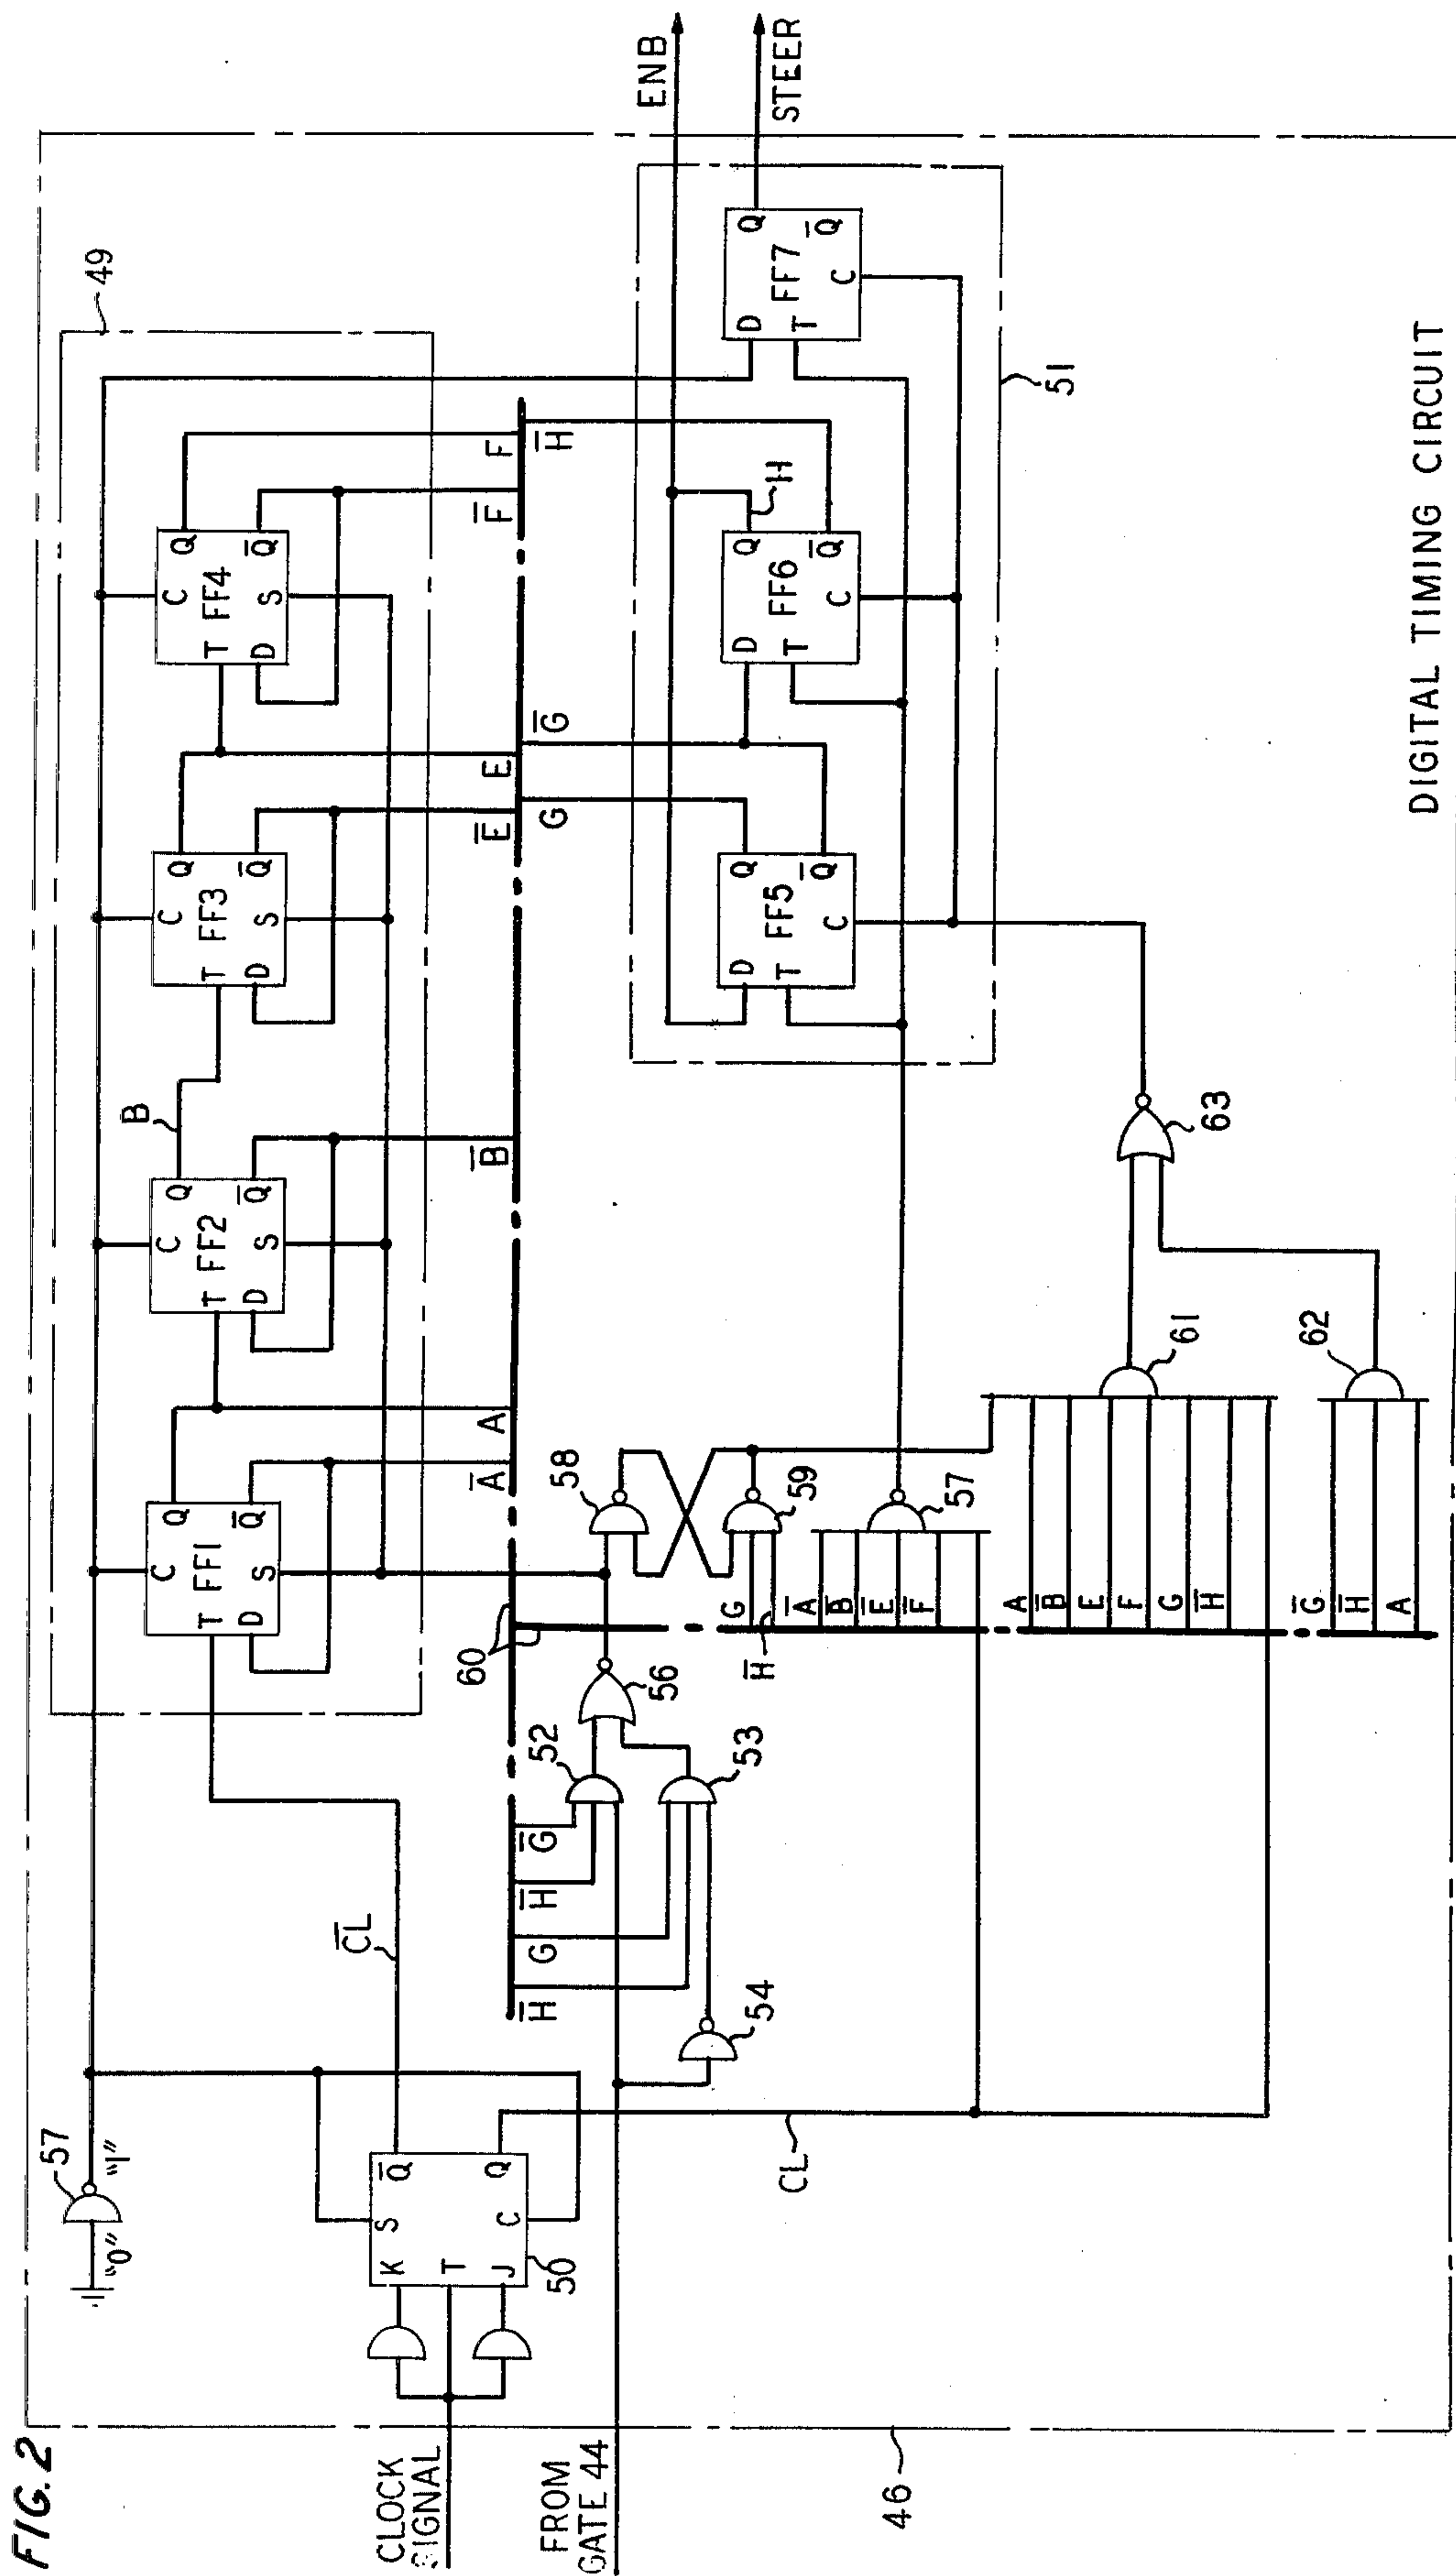 FIG. 2
DIGITAL TIMING CIRCUIT
CLOCK
SIGNAL
FROM
GATE 44
46
57
"0"
"1"
K
T
J
S
C
Q̅
Q
50
C̅L̅
CL
49
T
D
C
FF1
S
Q
Q̅
A̅
A
T
D
C
FF2
S
Q
Q̅
B
B̅
T
D
C
FF3
S
Q
Q̅
E̅
E
T
D
C
FF4
S
Q
Q̅
F̅
F
H̅
G
H̅
G̅
52
53
54
56
60
58
59
G
H̅
A̅
B̅
E̅
F̅
57
A
B̅
E
F
G
H̅
61
G̅
H̅
A
62
63
G
G̅
H̅
D
T
FF5
C
Q
Q̅
D
T
FF6
C
Q
Q̅
H
D
T
FF7
C
Q
Q̅
51
ENB
STEER